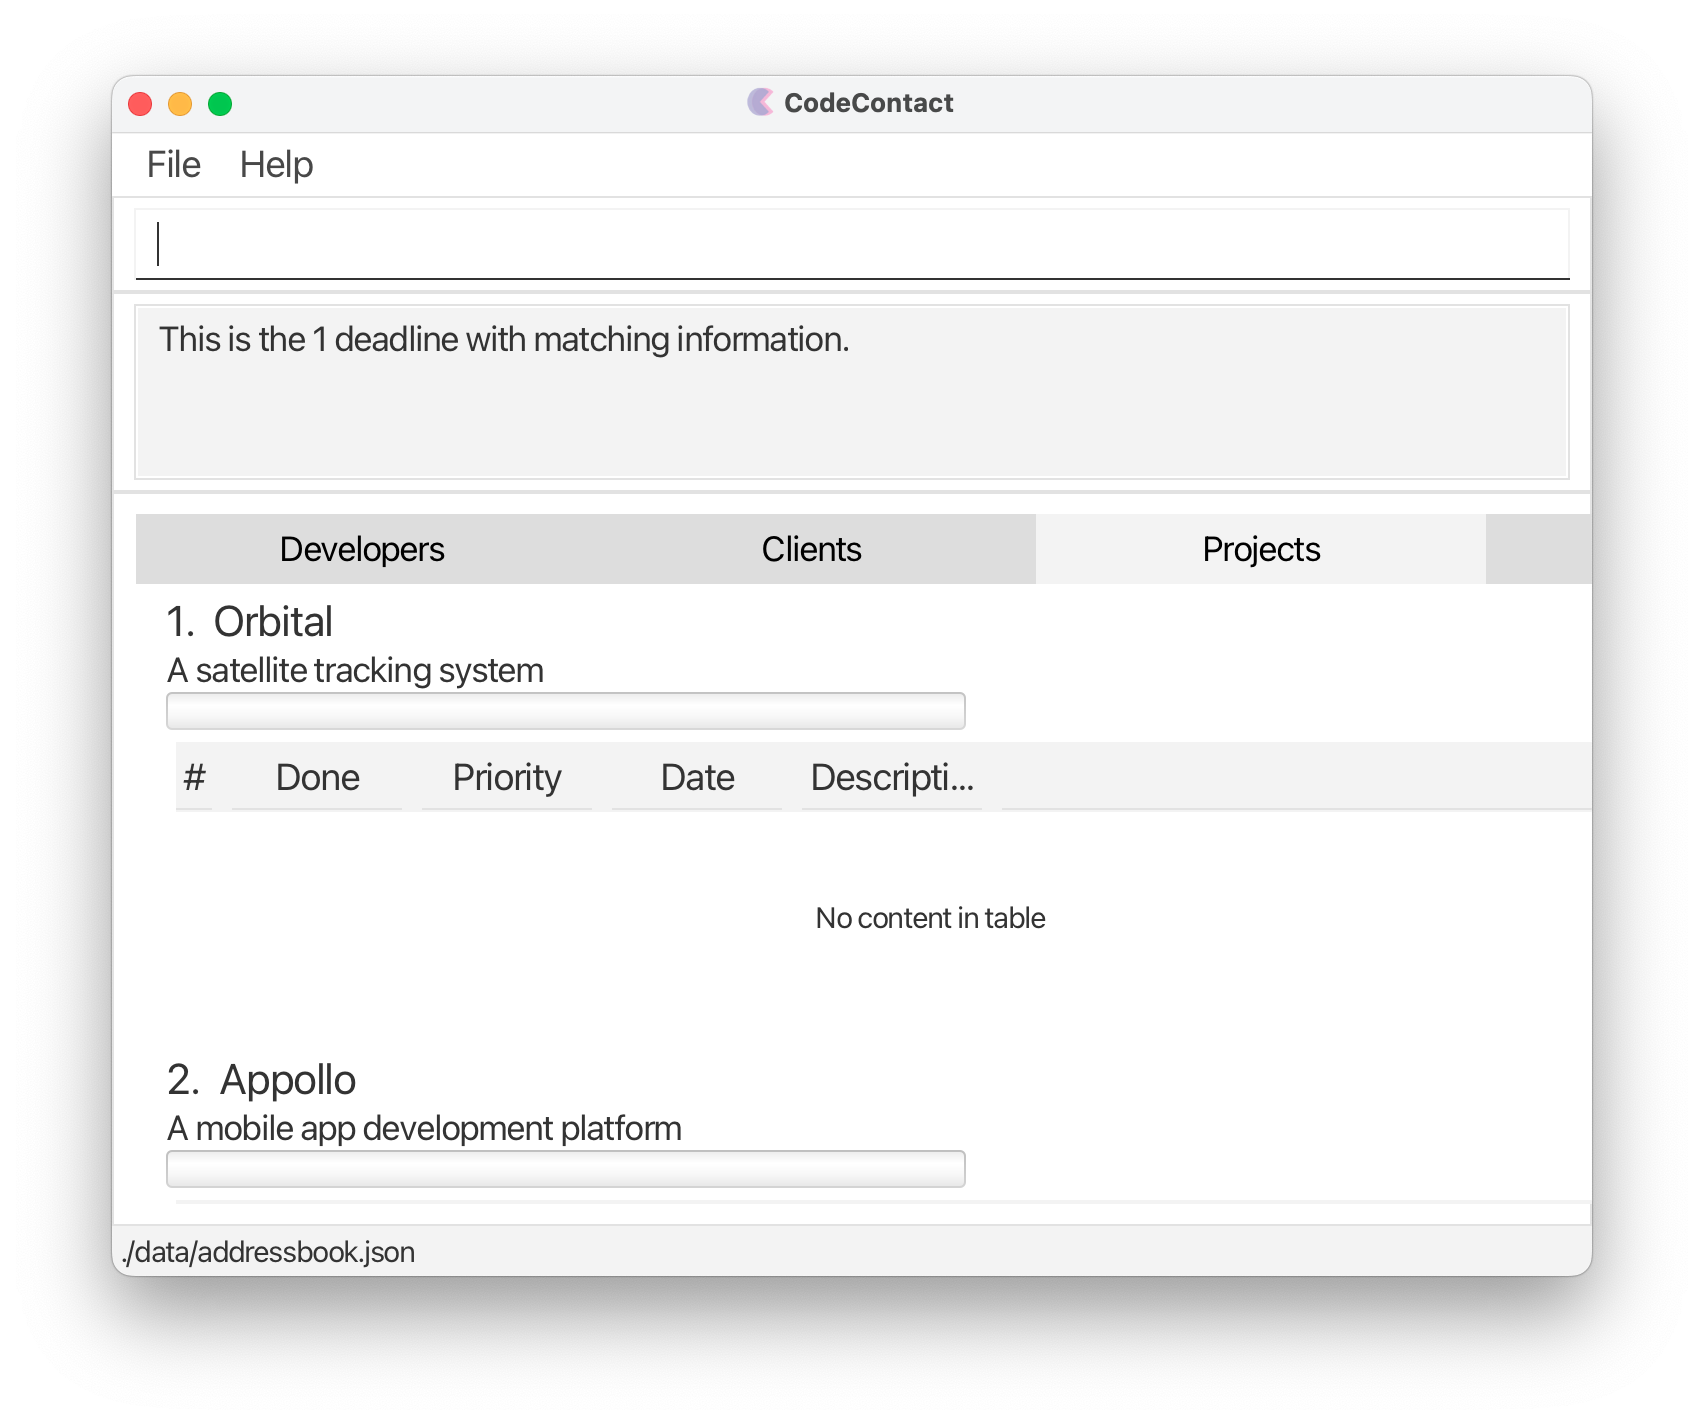 CodeContact
File Help
This is the 1 deadline with matching information.
Developers Clients Projects
1. Orbital
A satellite tracking system
# Done Priority Date Descripti...
No content in table
2. Appollo
A mobile app development platform
./data/addressbook.json